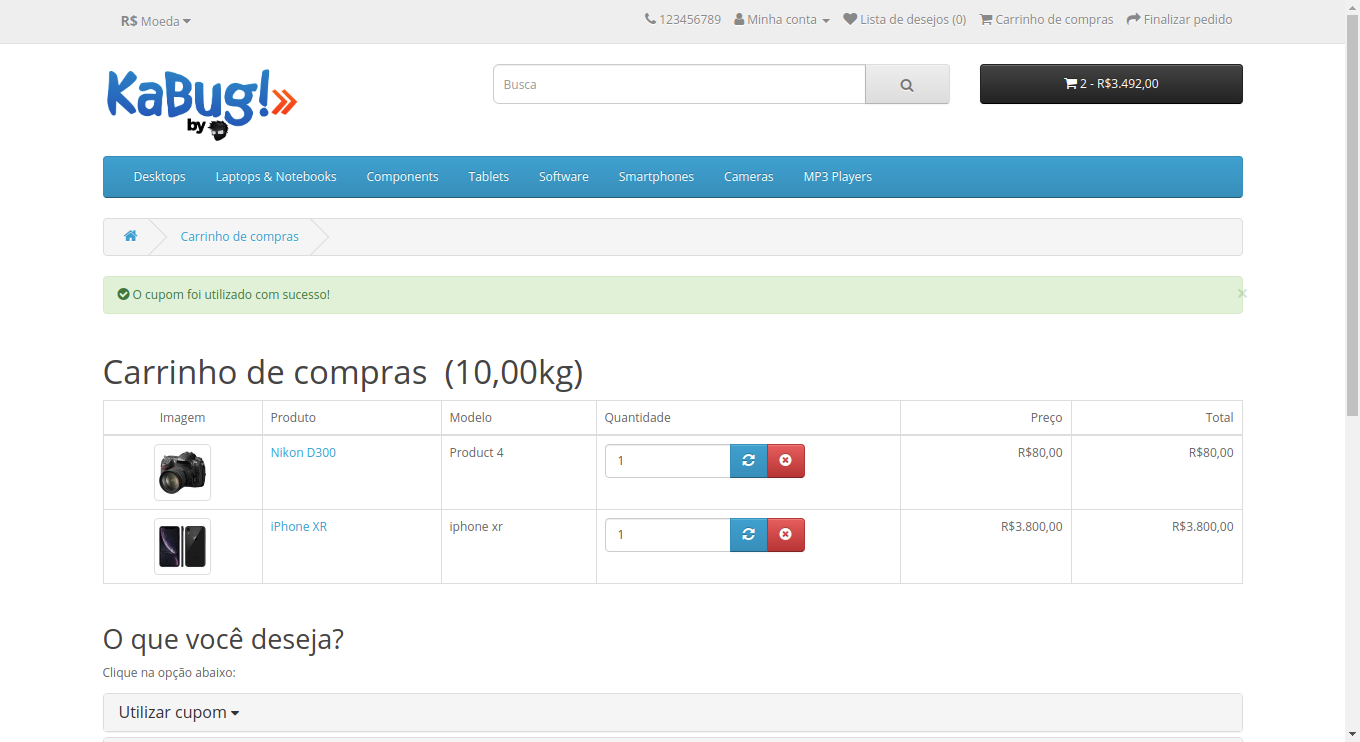 R$ Moeda
123456789 Minha conta Lista de desejos (0) Carrinho de compras Finalizar pedido
KaBug!
by
Busca
2 - R$3.492,00
Desktops Laptops & Notebooks Components Tablets Software Smartphones Cameras MP3 Players
Carrinho de compras
O cupom foi utilizado com sucesso! ×
Carrinho de compras (10,00kg)
Imagem Produto Modelo Quantidade Preço Total
Nikon D300 Product 4 1 R$80,00 R$80,00
iPhone XR iphone xr 1 R$3.800,00 R$3.800,00
O que você deseja?
Clique na opção abaixo:
Utilizar cupom